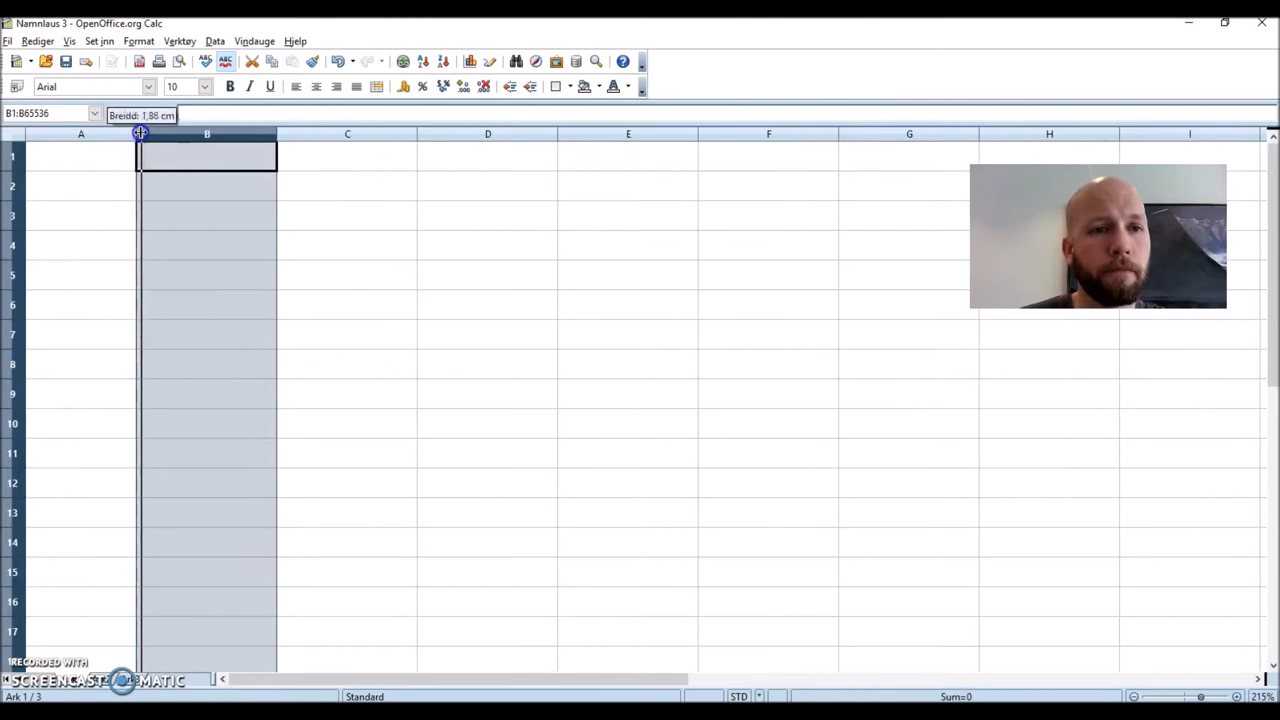 Namnlaus 3 - OpenOffice.org Calc
Fil Rediger Vis Set inn Format Verktøy Data Vindauge Hjelp
Arial 10
B1:B65536 Breidd: 1,88 cm
A B C D E F G H I
1
2
3
4
5
6
7
8
9
10
11
12
13
14
15
16
17
RECORDED WITH
SCREENCAST MATIC
Ark 1 / 3 Standard STD * Sum=0 215%